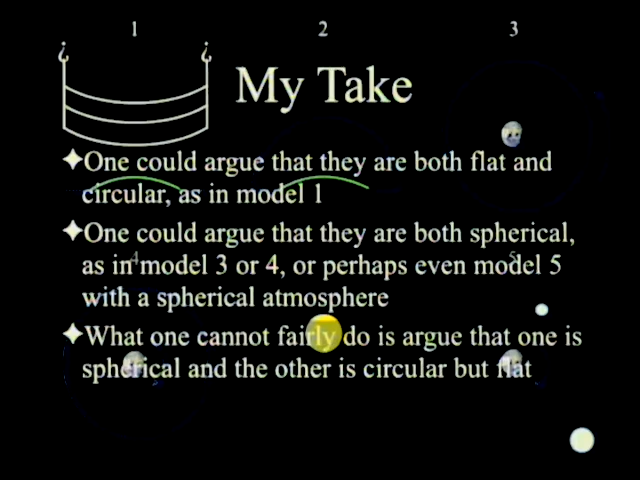 1 2 3
¿ ¿
My Take
One could argue that they are both flat and
circular, as in model 1
One could argue that they are both spherical,
as in model 3 or 4, or perhaps even model 5
with a spherical atmosphere
What one cannot fairly do is argue that one is
spherical and the other is circular but flat
4 5